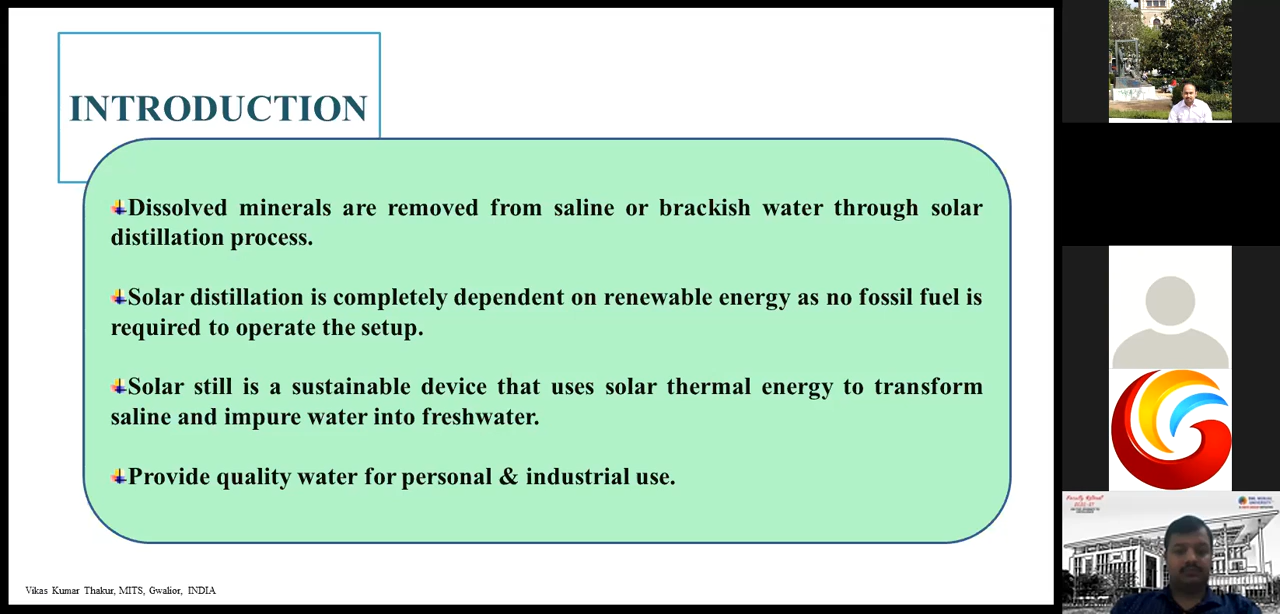 INTRODUCTION
Dissolved minerals are removed from saline or brackish water through solar
distillation process.
Solar distillation is completely dependent on renewable energy as no fossil fuel is
required to operate the setup.
Solar still is a sustainable device that uses solar thermal energy to transform
saline and impure water into freshwater.
Provide quality water for personal & industrial use.
Vikas Kumar Thakur, MITS, Gwalior, INDIA